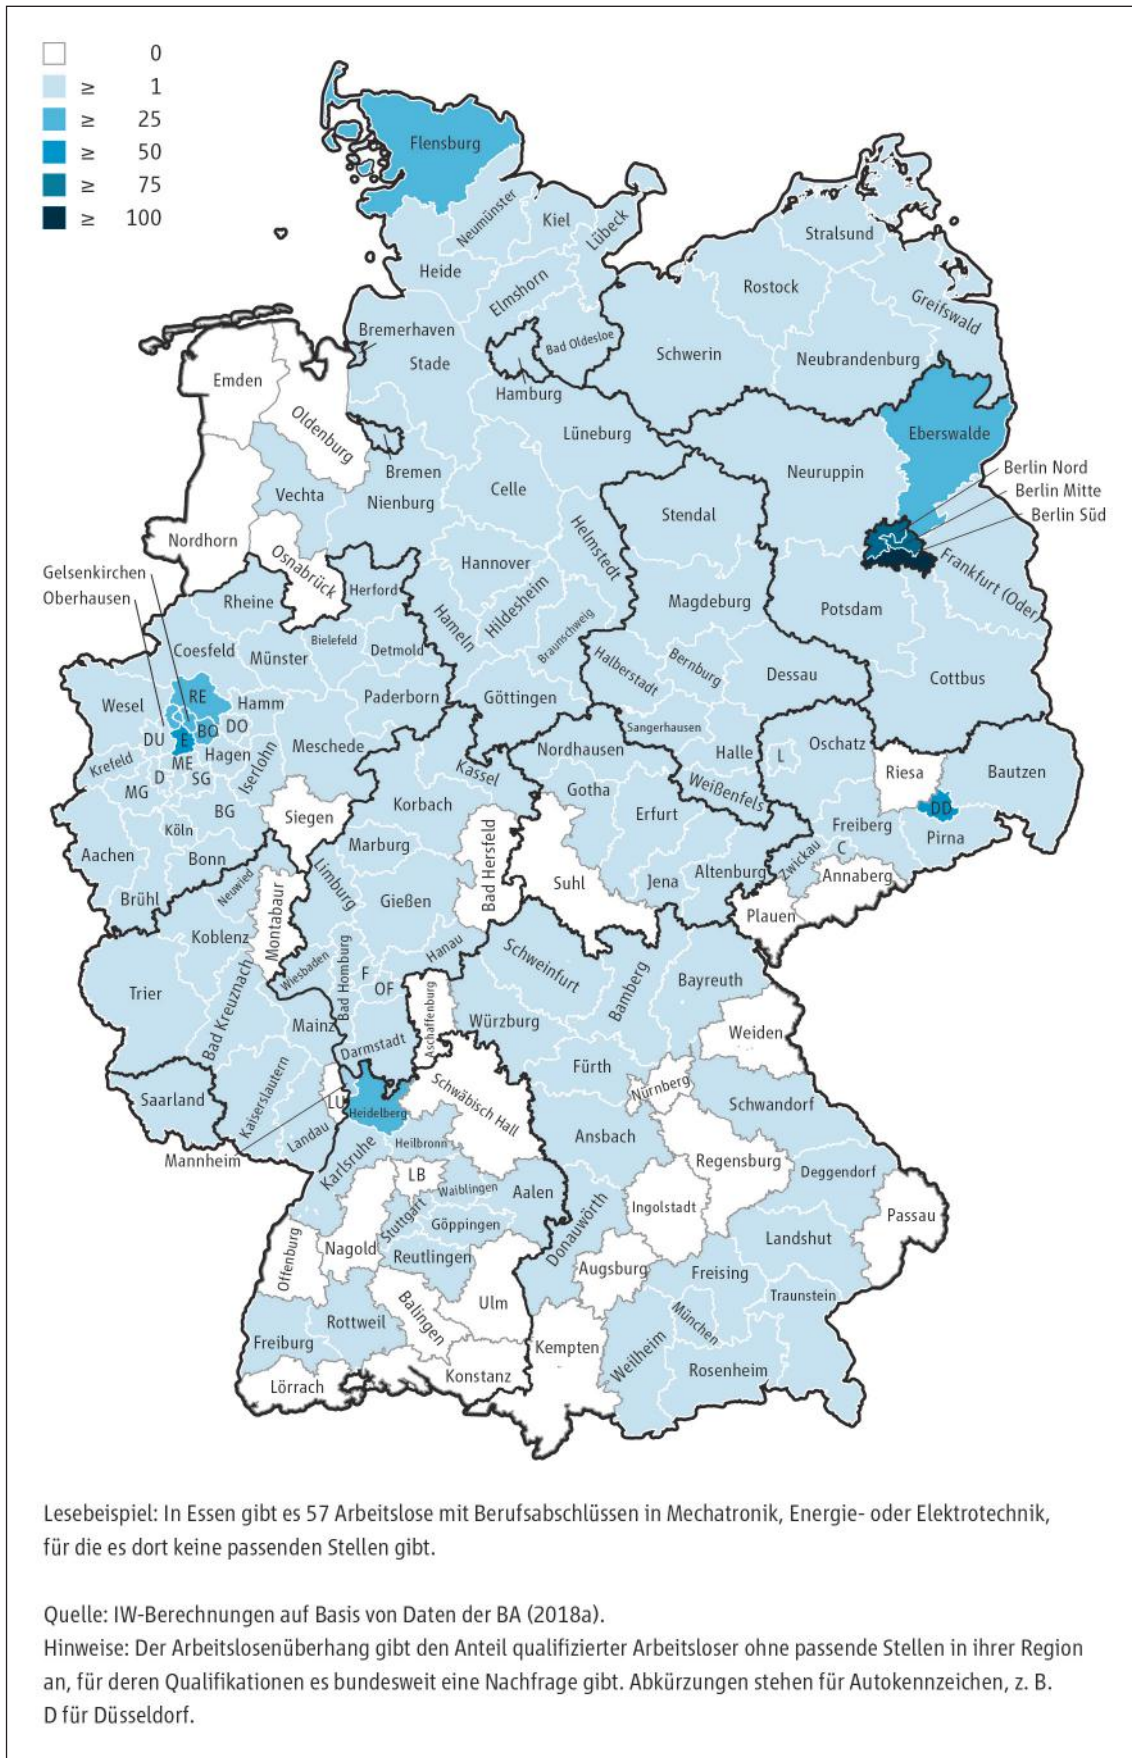 0
≥ 1
≥ 25
≥ 50
≥ 75
≥ 100
Flensburg
Neumünster
Kiel
Lübeck
Stralsund
Heide
Elmshorn
Rostock
Greifswald
Bremerhaven
Bad Oldesloe
Stade
Schwerin
Neubrandenburg
Emden
Hamburg
Oldenburg
Lüneburg
Eberswalde
Bremen
Neuruppin
Berlin Nord
Vechta
Celle
Berlin Mitte
Nienburg
Stendal
Berlin Süd
Nordhorn
Osnabrück
Helmstedt
Hannover
Gelsenkirchen
Frankfurt (Oder)
Oberhausen
Rheine
Herford
Hildesheim
Magdeburg
Potsdam
Hameln
Braunschweig
Coesfeld
Münster
Bielefeld
Detmold
Halberstadt
Bernburg
Dessau
Cottbus
Wesel
RE
Hamm
Paderborn
Göttingen
Sangerhausen
DU
E
BO
DO
Meschede
Nordhausen
Halle
L
Oschatz
Krefeld
ME
Hagen
Iserlohn
Kassel
Riesa
Bautzen
D
SG
Gotha
Weißenfels
MG
BG
Siegen
Korbach
Erfurt
DD
Köln
Freiberg
Pirna
Aachen
Bonn
Marburg
Bad Hersfeld
Zwickau
C
Brühl
Neuwied
Limburg
Gießen
Suhl
Jena
Altenburg
Annaberg
Montabaur
Plauen
Koblenz
Hanau
Schweinfurt
Wiesbaden
Bad Homburg
F
Bamberg
Bayreuth
Trier
OF
Bad Kreuznach
Mainz
Aschaffenburg
Würzburg
Weiden
Darmstadt
Fürth
Saarland
Kaiserslautern
LU
Heidelberg
Schwäbisch Hall
Nürnberg
Schwandorf
Landau
Heilbronn
Ansbach
Mannheim
Karlsruhe
LB
Regensburg
Deggendorf
Waiblingen
Aalen
Stuttgart
Göppingen
Donauwörth
Ingolstadt
Passau
Offenburg
Nagold
Reutlingen
Landshut
Augsburg
Freising
Balingen
Ulm
Traunstein
Rottweil
München
Freiburg
Kempten
Weilheim
Rosenheim
Konstanz
Lörrach
Lesebeispiel: In Essen gibt es 57 Arbeitslose mit Berufsabschlüssen in Mechatronik, Energie- oder Elektrotechnik,
für die es dort keine passenden Stellen gibt.
Quelle: IW-Berechnungen auf Basis von Daten der BA (2018a).
Hinweise: Der Arbeitslosenüberhang gibt den Anteil qualifizierter Arbeitsloser ohne passende Stellen in ihrer Region
an, für deren Qualifikationen es bundesweit eine Nachfrage gibt. Abkürzungen stehen für Autokennzeichen, z. B.
D für Düsseldorf.